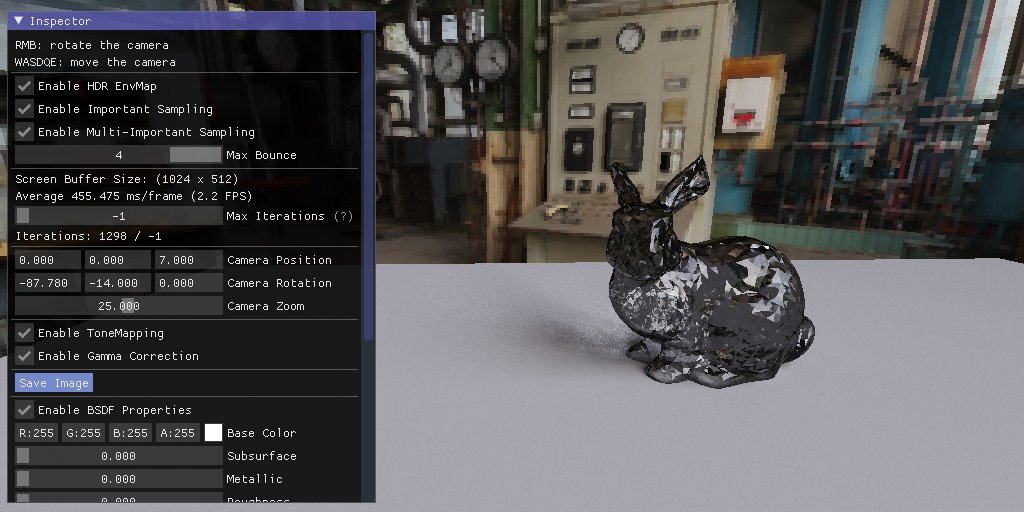 Inspector
RMB: rotate the camera
WASDQE: move the camera
Enable HDR EnvMap
Enable Important Sampling
Enable Multi-Important Sampling
4 Max Bounce
Screen Buffer Size: (1024 x 512)
Average 455.475 ms/frame (2.2 FPS)
-1 Max Iterations (?)
Iterations: 1298 / -1
0.000 0.000 7.000 Camera Position
-87.780 -14.000 0.000 Camera Rotation
25.000 Camera Zoom
Enable ToneMapping
Enable Gamma Correction
Save Image
Enable BSDF Properties
R:255 G:255 B:255 A:255 Base Color
0.000 Subsurface
0.000 Metallic
0.000 Roughness